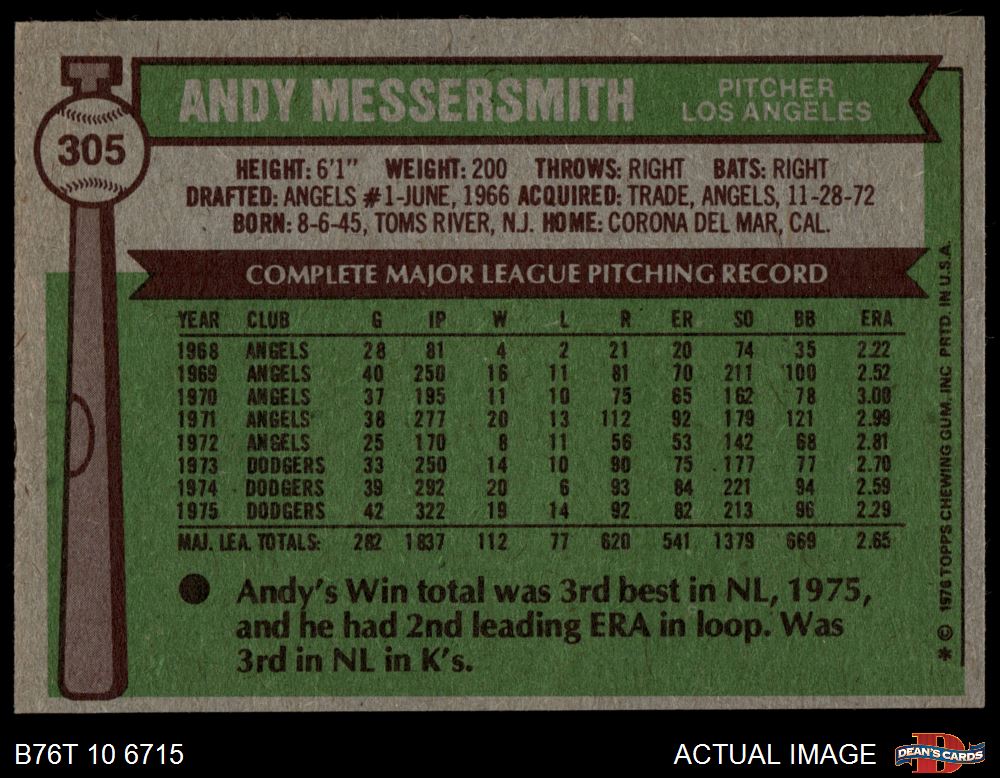 305
ANDY MESSERSMITH PITCHER
LOS ANGELES
HEIGHT: 6'1" WEIGHT: 200 THROWS: RIGHT BATS: RIGHT
DRAFTED: ANGELS #1-JUNE, 1966 ACQUIRED: TRADE, ANGELS, 11-28-72
BORN: 8-6-45, TOMS RIVER, N.J. HOME: CORONA DEL MAR, CAL.
COMPLETE MAJOR LEAGUE PITCHING RECORD
YEAR CLUB G IP W L R ER SO BB ERA
1968 ANGELS 28 81 4 2 21 20 74 35 2.22
1969 ANGELS 40 250 16 11 81 70 211 100 2.52
1970 ANGELS 37 195 11 10 75 65 162 78 3.00
1971 ANGELS 38 277 20 13 112 92 179 121 2.99
1972 ANGELS 25 170 8 11 56 53 142 68 2.81
1973 DODGERS 33 250 14 10 90 75 177 77 2.70
1974 DODGERS 39 292 20 6 93 84 221 94 2.59
1975 DODGERS 42 322 19 14 92 82 213 96 2.29
MAJ. LEA. TOTALS: 282 1837 112 77 620 541 1379 669 2.65
● Andy's Win total was 3rd best in NL, 1975,
and he had 2nd leading ERA in loop. Was
3rd in NL in K's.
* © 1976 TOPPS CHEWING GUM, INC. PRTD. IN U.S.A.
B76T 10 6715 ACTUAL IMAGE DEAN'S CARDS